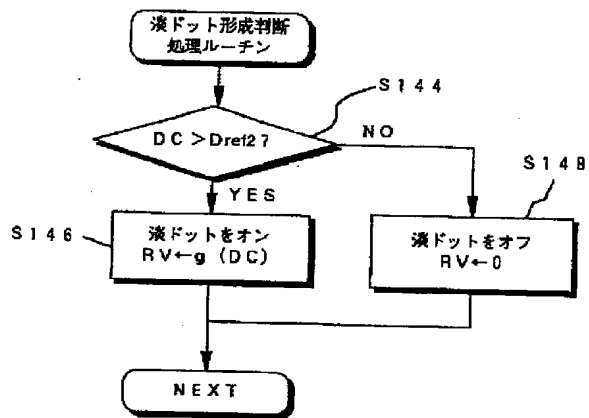 淡ドット形成判断
処理ルーチン
S144
DC>Dref2?
NO
YES
S148
S146
淡ドットをオン
RV←g (DC)
淡ドットをオフ
RV←0
NEXT